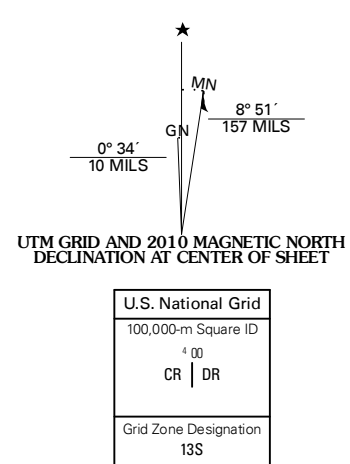 ★
MN
GN
8° 51´
157 MILS
0° 34´
10 MILS
UTM GRID AND 2010 MAGNETIC NORTH
DECLINATION AT CENTER OF SHEET
U.S. National Grid
100,000-m Square ID
4 00
CR | DR
Grid Zone Designation
13S